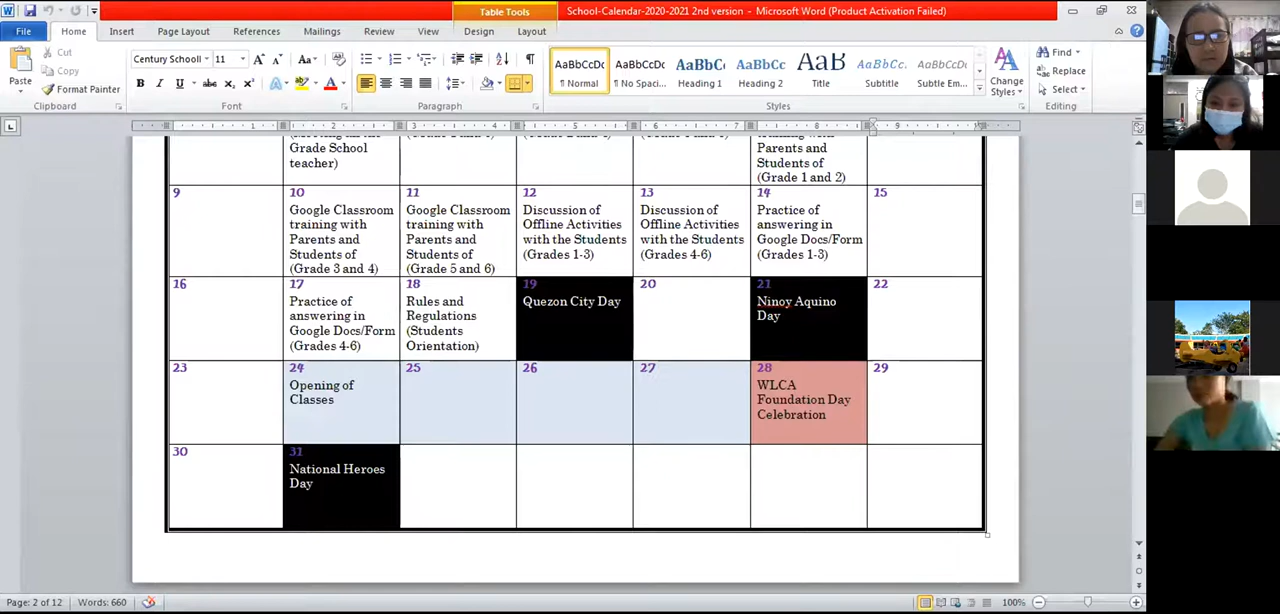 Table Tools
School-Calendar-2020-2021 2nd version - Microsoft Word (Product Activation Failed)
File Home Insert Page Layout References Mailings Review View Design Layout
Cut
Copy
Format Painter
Paste
Clipboard
Century Schooll 11
Font
Paragraph
AaBbCcDc AaBbCcDc AaBbC AaBbCc AaB AaBbCc. AaBbCcD
¶ Normal ¶ No Spaci... Heading 1 Heading 2 Title Subtitle Subtle Em...
Styles
Change
Styles
Find
Replace
Select
Editing
Grade School
teacher)
Parents and
Students of
(Grade 1 and 2)
9
10
Google Classroom
training with
Parents and
Students of
(Grade 3 and 4)
11
Google Classroom
training with
Parents and
Students of
(Grade 5 and 6)
12
Discussion of
Offline Activities
with the Students
(Grades 1-3)
13
Discussion of
Offline Activities
with the Students
(Grades 4-6)
14
Practice of
answering in
Google Docs/Form
(Grades 1-3)
15
16
17
Practice of
answering in
Google Docs/Form
(Grades 4-6)
18
Rules and
Regulations
(Students
Orientation)
19
Quezon City Day
20
21
Ninoy Aquino
Day
22
23
24
Opening of
Classes
25
26
27
28
WLCA
Foundation Day
Celebration
29
30
31
National Heroes
Day
Page: 2 of 12 Words: 660
100%